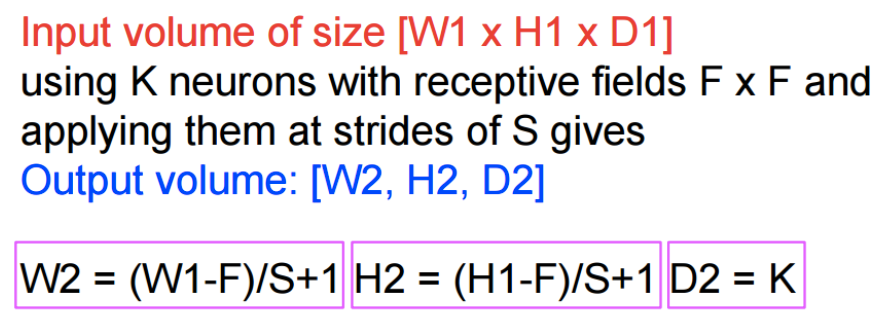 Input volume of size [W1 x H1 x D1]
using K neurons with receptive fields F x F and
applying them at strides of S gives
Output volume: [W2, H2, D2]
W2 = (W1-F)/S+1 H2 = (H1-F)/S+1 D2 = K